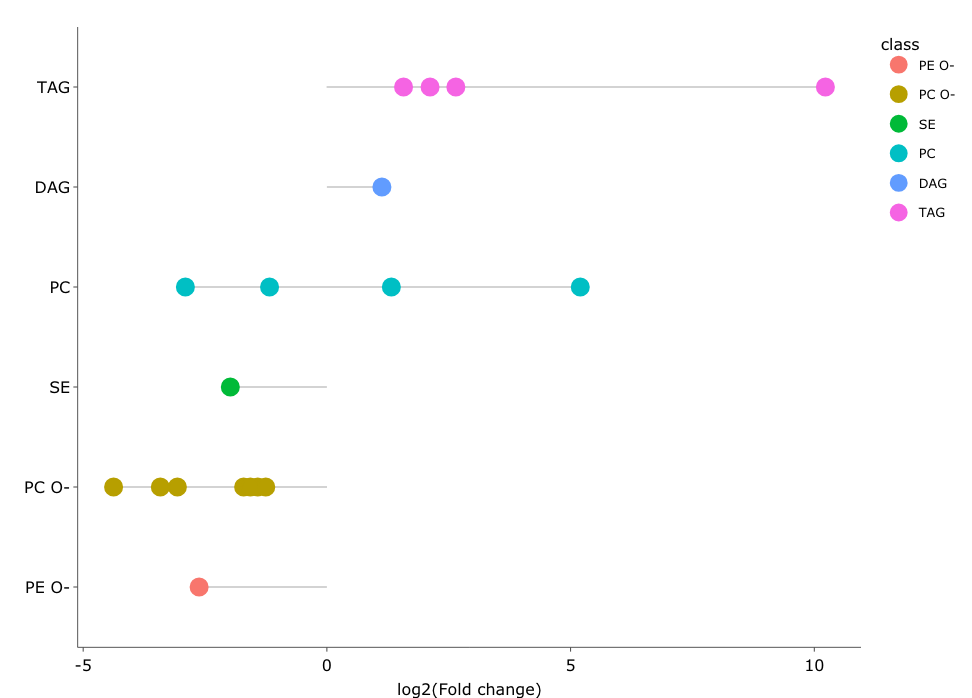 class
PE O-
PC O-
SE
PC
DAG
TAG
TAG
DAG
PC
SE
PC O-
PE O-
-5 0 5 10
log2(Fold change)